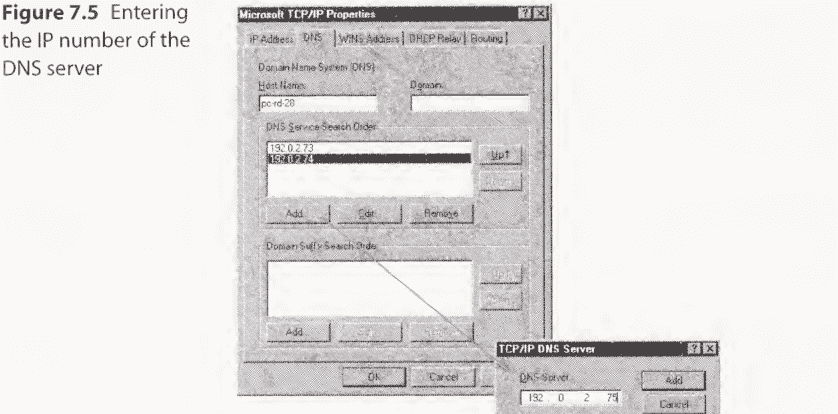 Figure 7.5 Entering
the IP number of the
DNS server
Microsoft TCP/IP Properties
IP Address DNS WINS Address DHCP Relay Routing
Domain Name System (DNS)
Host Name: Domain:
pc-rd-28
DNS Service Search Order
192.0.2.73
192.0.2.74
Up↑
Add... Edit... Remove
Domain Suffix Search Order
Add...
OK Cancel
TCP/IP DNS Server
DNS Server:
192 . 0 . 2 . 75
Add
Cancel